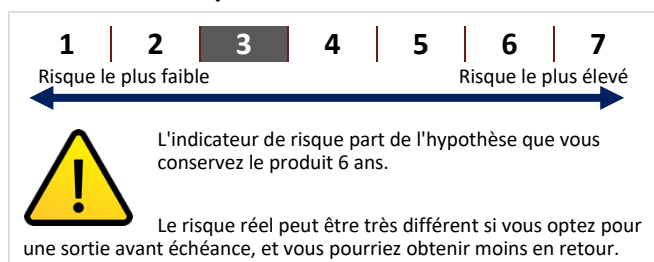 1 2 3 4 5 6 7
Risque le plus faible Risque le plus élevé
L'indicateur de risque part de l'hypothèse que vous
conservez le produit 6 ans.
Le risque réel peut être très différent si vous optez pour
une sortie avant échéance, et vous pourriez obtenir moins en retour.